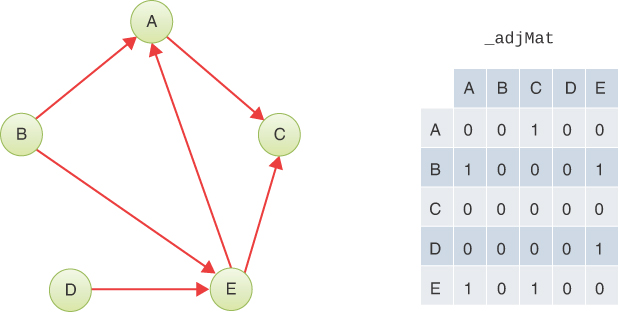 A
B
C
D
E
_adjMat
A B C D E
A 0 0 1 0 0
B 1 0 0 0 1
C 0 0 0 0 0
D 0 0 0 0 1
E 1 0 1 0 0